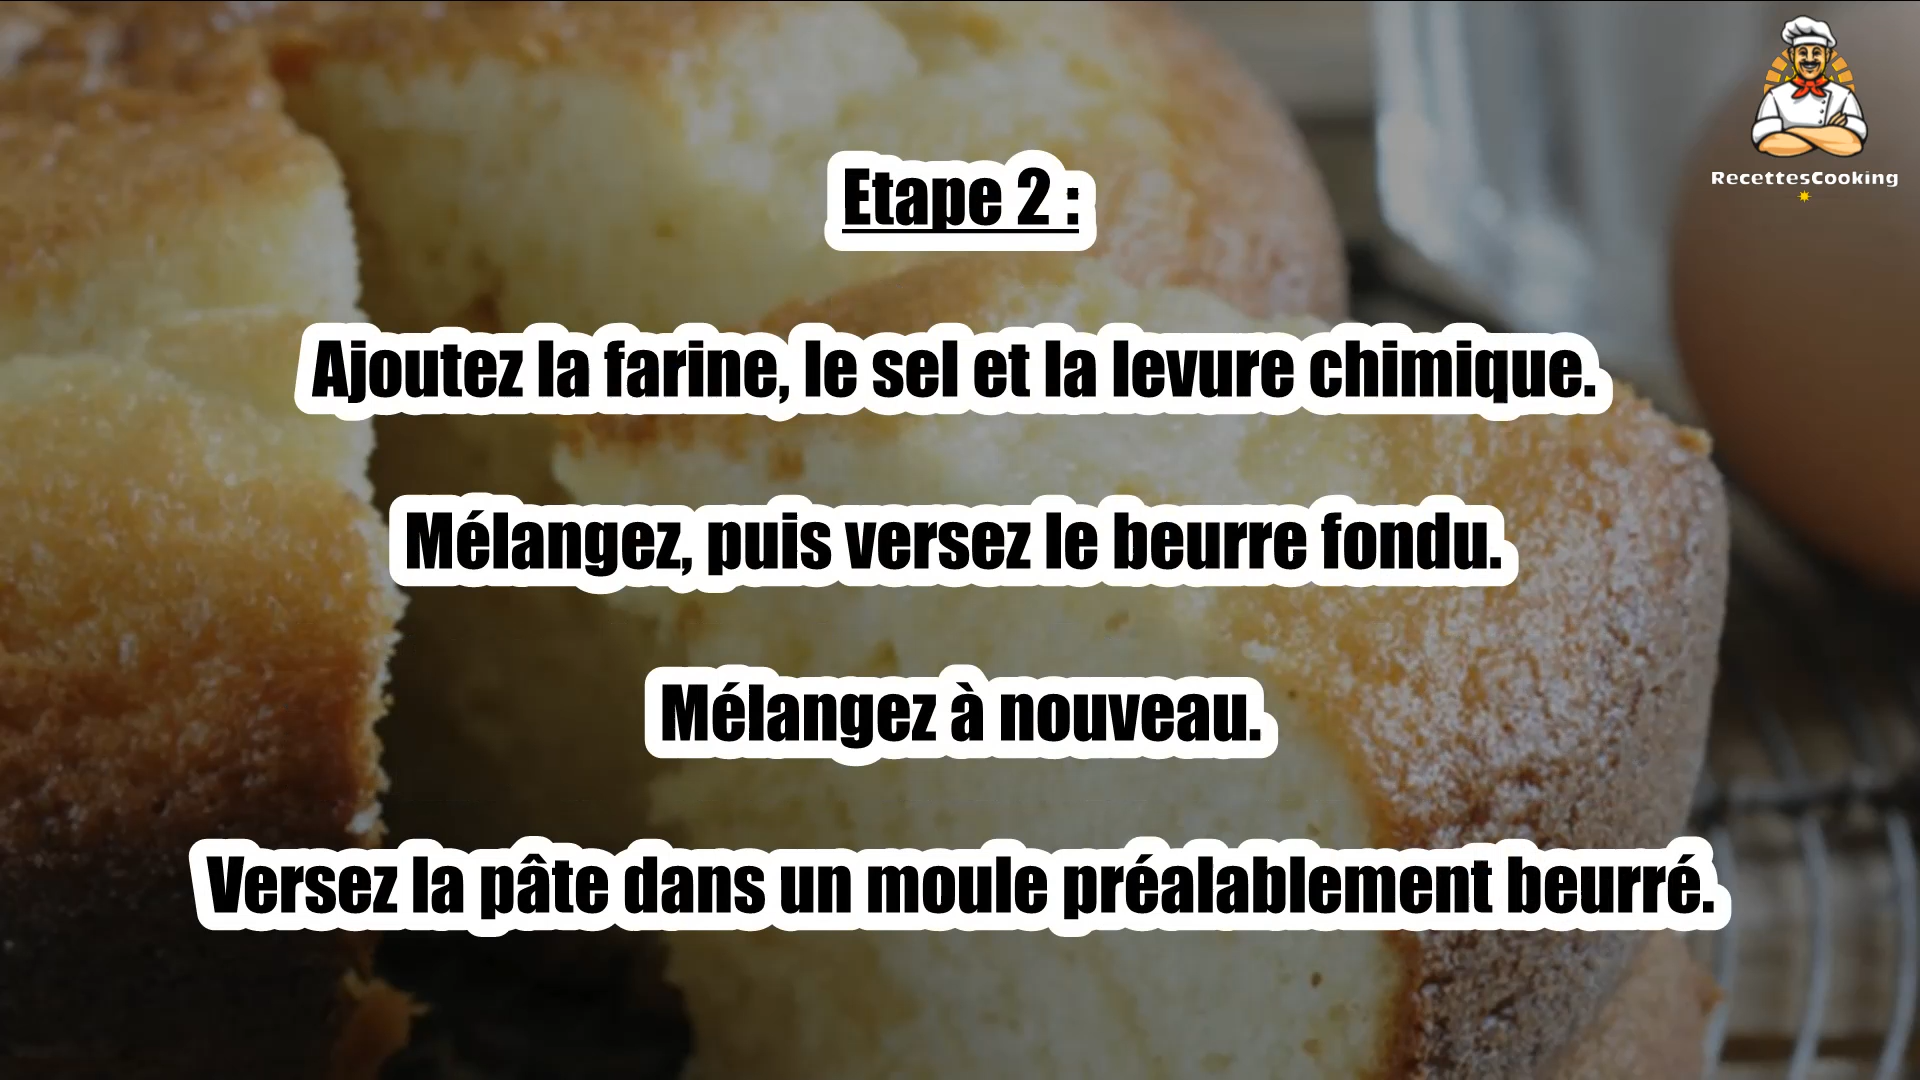 RecettesCooking
Etape 2 :
Ajoutez la farine, le sel et la levure chimique.
Mélangez, puis versez le beurre fondu.
Mélangez à nouveau.
Versez la pâte dans un moule préalablement beurré.